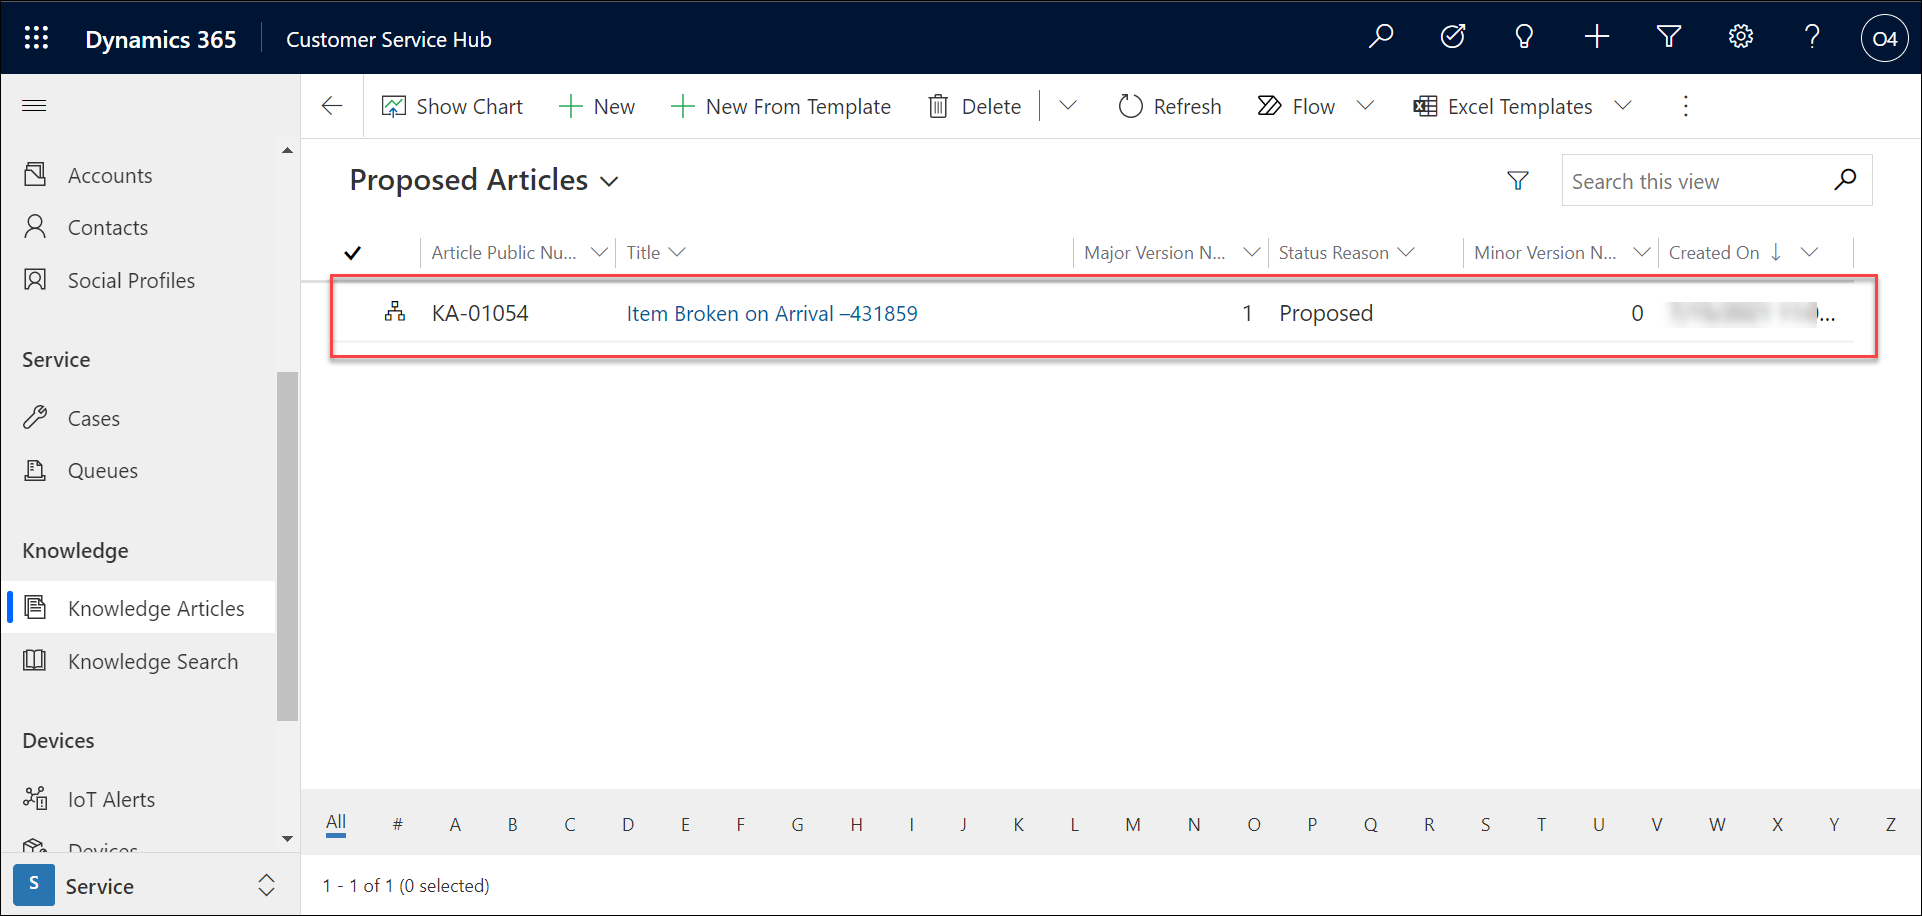 Dynamics 365
Customer Service Hub
O4
Show Chart
New
New From Template
Delete
Refresh
Flow
Excel Templates
Accounts
Contacts
Social Profiles
Service
Cases
Queues
Knowledge
Knowledge Articles
Knowledge Search
Devices
IoT Alerts
Devices
S
Service
Proposed Articles
Search this view
Article Public Nu... Title Major Version N... Status Reason Minor Version N... Created On
KA-01054 Item Broken on Arrival –431859 1 Proposed 0 ...
All # A B C D E F G H I J K L M N O P Q R S T U V W X Y Z
1 - 1 of 1 (0 selected)